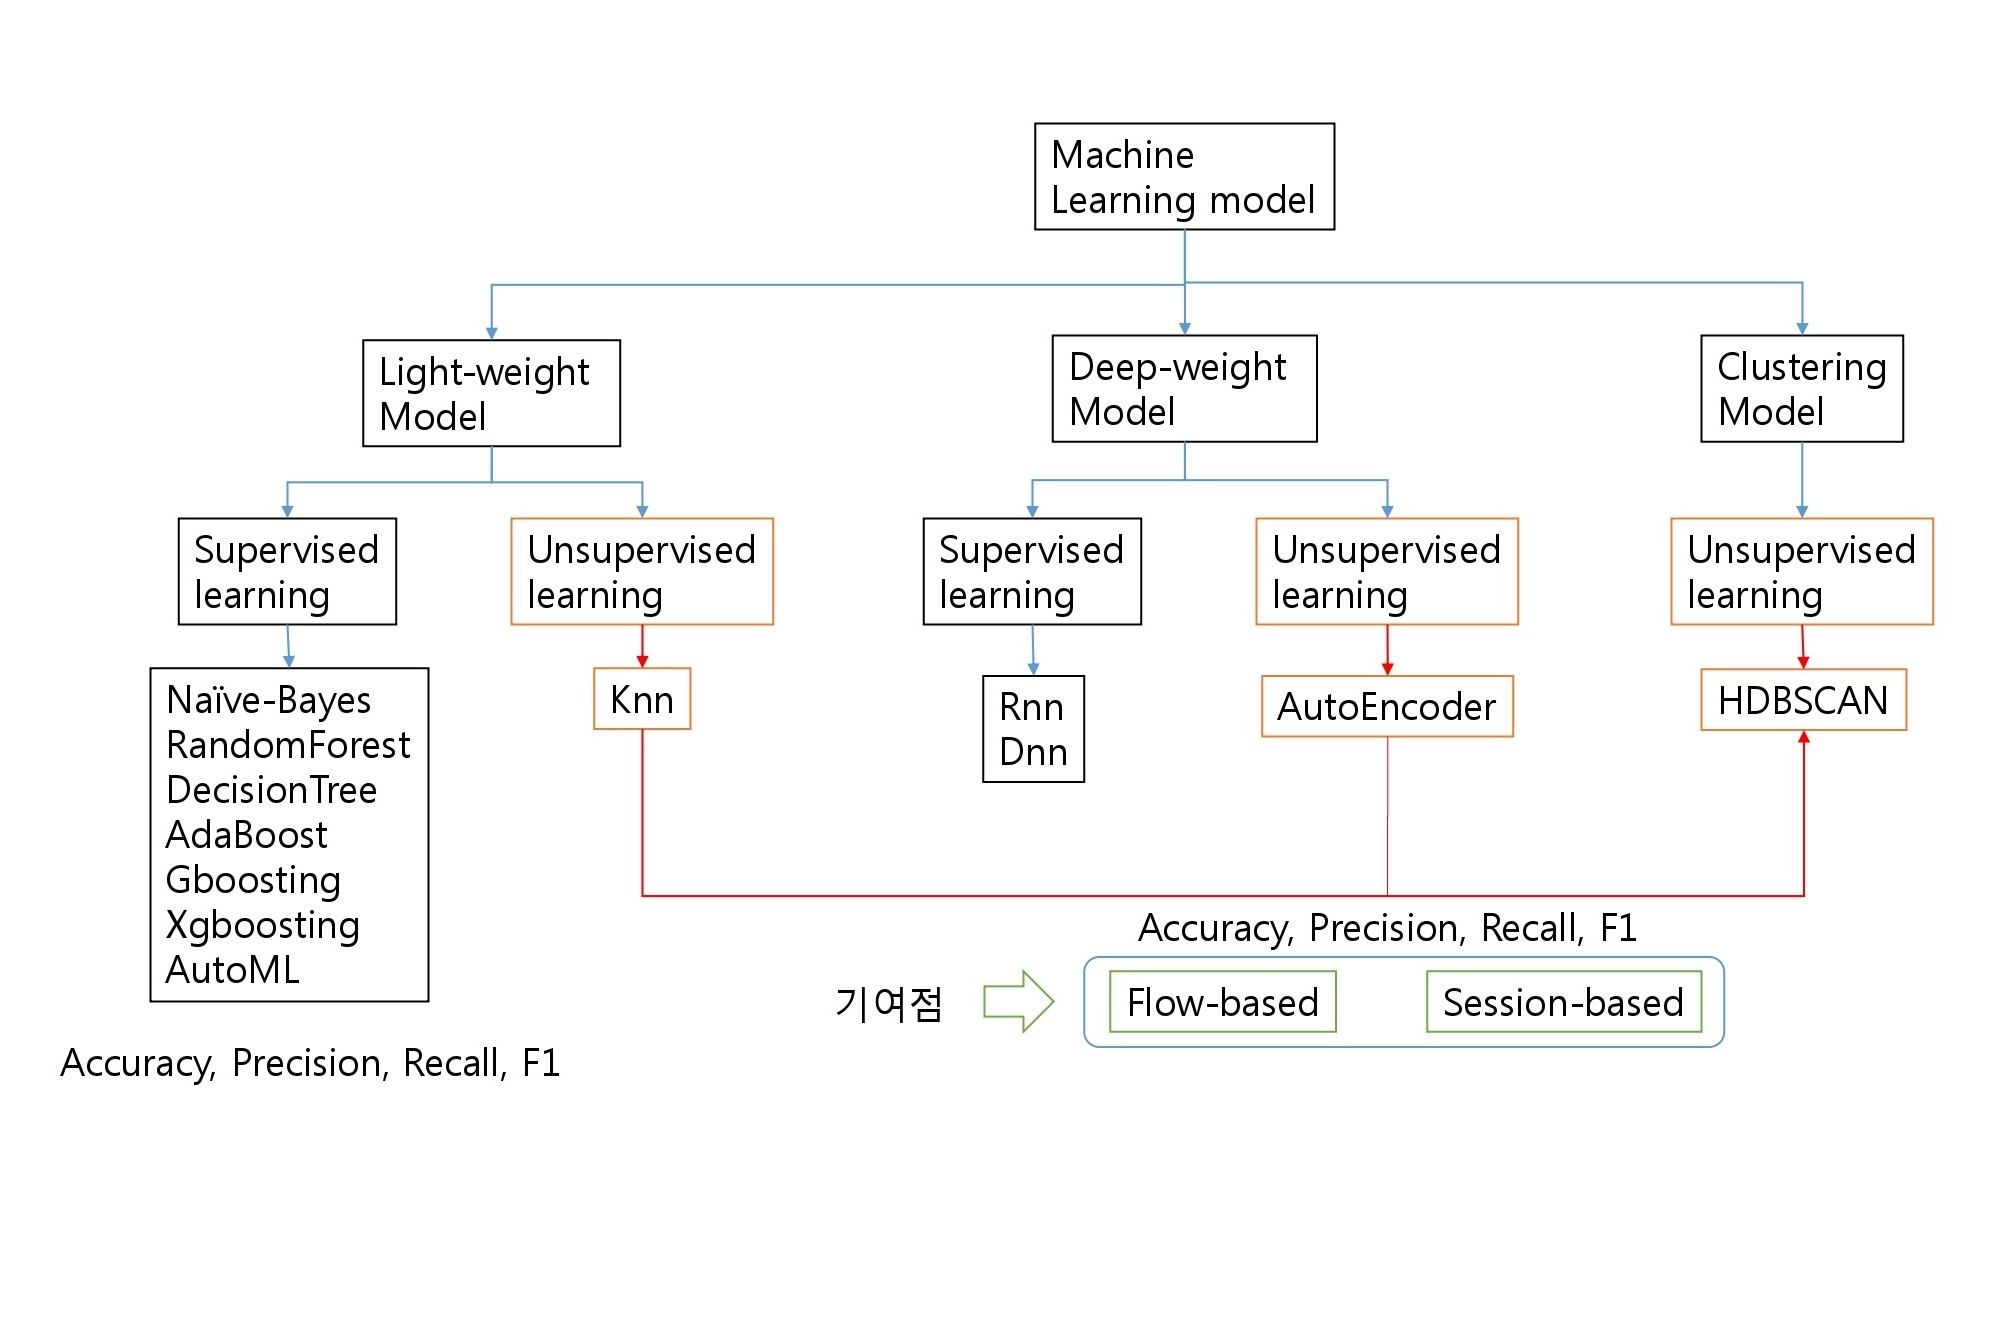 Machine
Learning model
Light-weight
Model
Deep-weight
Model
Clustering
Model
Supervised
learning
Unsupervised
learning
Supervised
learning
Unsupervised
learning
Unsupervised
learning
Naïve-Bayes
RandomForest
DecisionTree
AdaBoost
Gboosting
Xgboosting
AutoML
Knn
Rnn
Dnn
AutoEncoder
HDBSCAN
Accuracy, Precision, Recall, F1
기여점
Flow-based
Session-based
Accuracy, Precision, Recall, F1